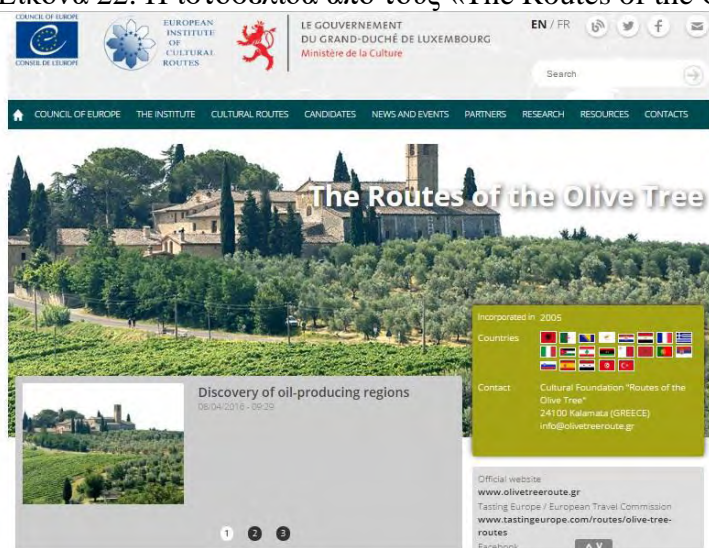 Εικόνα 22. Η ιστοσελίδα από τους «The Routes of the
COUNCIL OF EUROPE
CONSEIL DE L'EUROPE
EUROPEAN
INSTITUTE
OF
CULTURAL
ROUTES
LE GOUVERNEMENT
DU GRAND-DUCHÉ DE LUXEMBOURG
Ministère de la Culture
EN / FR
Search
COUNCIL OF EUROPE THE INSTITUTE CULTURAL ROUTES CANDIDATES NEWS AND EVENTS PARTNERS RESEARCH RESOURCES CONTACTS
The Routes of the Olive Tree
Incorporated in 2005
Countries
Contact
Cultural Foundation "Routes of the
Olive Tree"
24100 Kalamata (GREECE)
info@olivetreeroute.gr
Discovery of oil-producing regions
06/04/2016 - 09:29
1 2 3
Official website
www.olivetreeroute.gr
Tasting Europe / European Travel Commission
www.tastingeurope.com/routes/olive-tree-
routes
Facebook